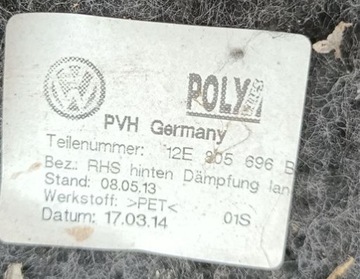 POLY
PVH Germany
Teilenummer: 12E 905 696 B
Bez.: RHS hinten Dämpfung lan
Stand: 08.05.13
Werkstoff: >PET<
Datum: 17.03.14 01S